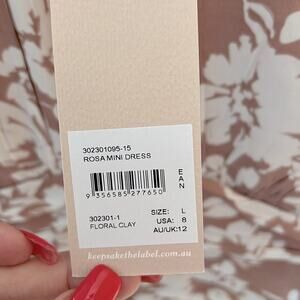 302301095-15
ROSA MINI DRESS
EAN
9 356585 277650
302301-1
FLORAL CLAY
SIZE: L
USA: 8
AU/UK: 12
keepsakethelabel.com.au